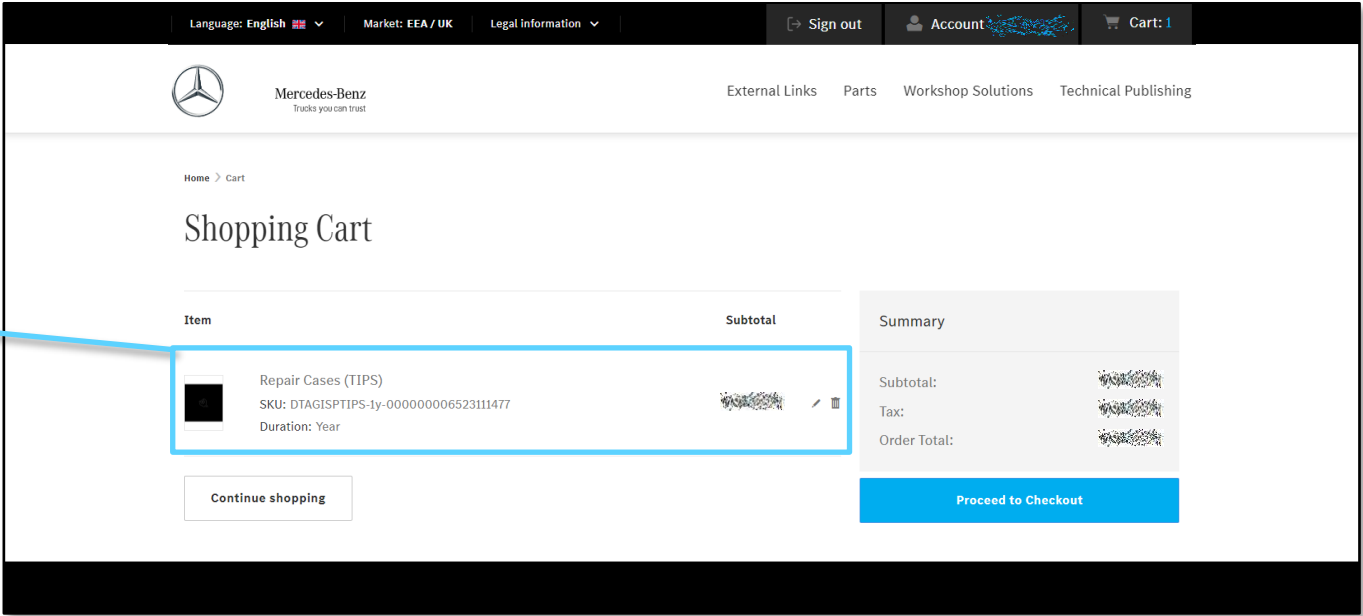 Language: English Market: EEA / UK Legal information Sign out Account Cart: 1
Mercedes-Benz
Trucks you can trust
External Links Parts Workshop Solutions Technical Publishing
Home > Cart
Shopping Cart
Item Subtotal
Repair Cases (TIPS)
SKU: DTAGISPTIPS-1y-000000006523111477
Duration: Year
Continue shopping
Summary
Subtotal:
Tax:
Order Total:
Proceed to Checkout